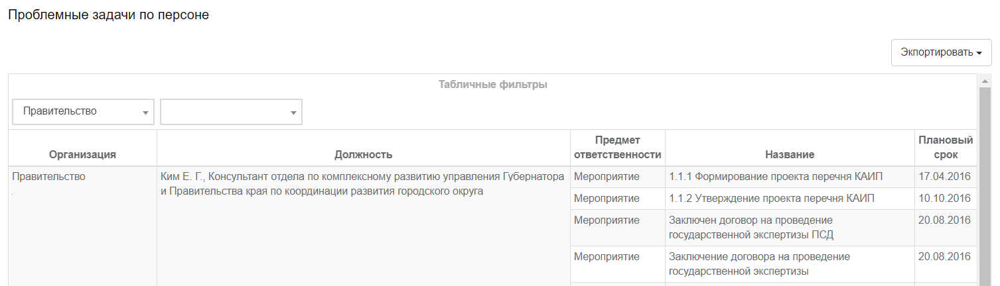 Проблемные задачи по персоне
Экпортировать
Табличные фильтры
Правительство
Организация
Должность
Предмет
ответственности
Название
Плановый
срок
Правительство
Ким Е. Г., Консультант отдела по комплексному развитию управления Губернатора
и Правительства края по координации развития городского округа
Мероприятие
1.1.1 Формирование проекта перечня КАИП
17.04.2016
Мероприятие
1.1.2 Утверждение проекта перечня КАИП
10.10.2016
Мероприятие
Заключен договор на проведение
государственной экспертизы ПСД
20.08.2016
Мероприятие
Заключение договора на проведение
государственной экспертизы
20.08.2016